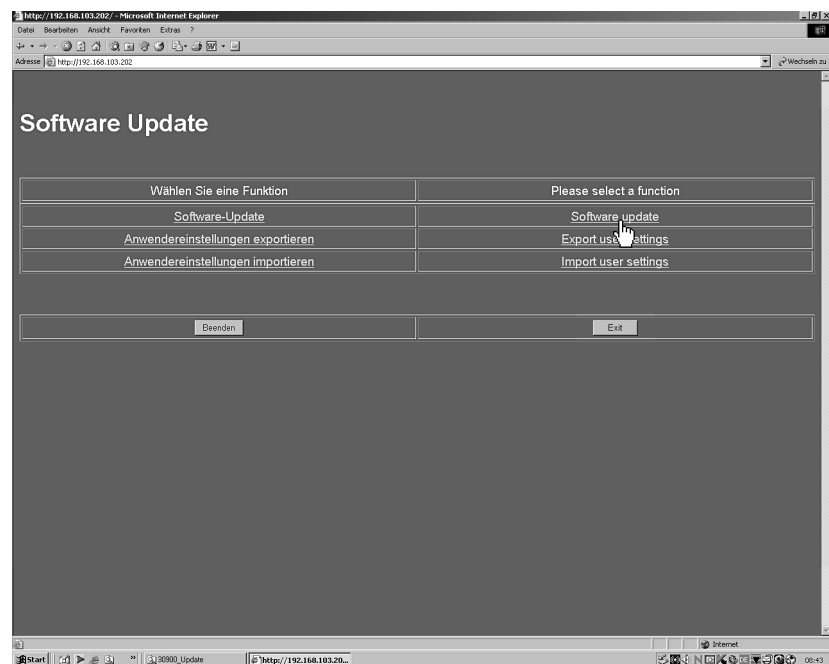 http://192.168.103.202/ - Microsoft Internet Explorer
Datei Bearbeiten Ansicht Favoriten Extras ?
Adresse http://192.168.103.202 Wechseln zu
Software Update
Wählen Sie eine Funktion Please select a function
Software-Update Software update
Anwendereinstellungen exportieren Export user settings
Anwendereinstellungen importieren Import user settings
Beenden Exit
Internet
Start » 30900_Update http://192.168.103.20... 08:43